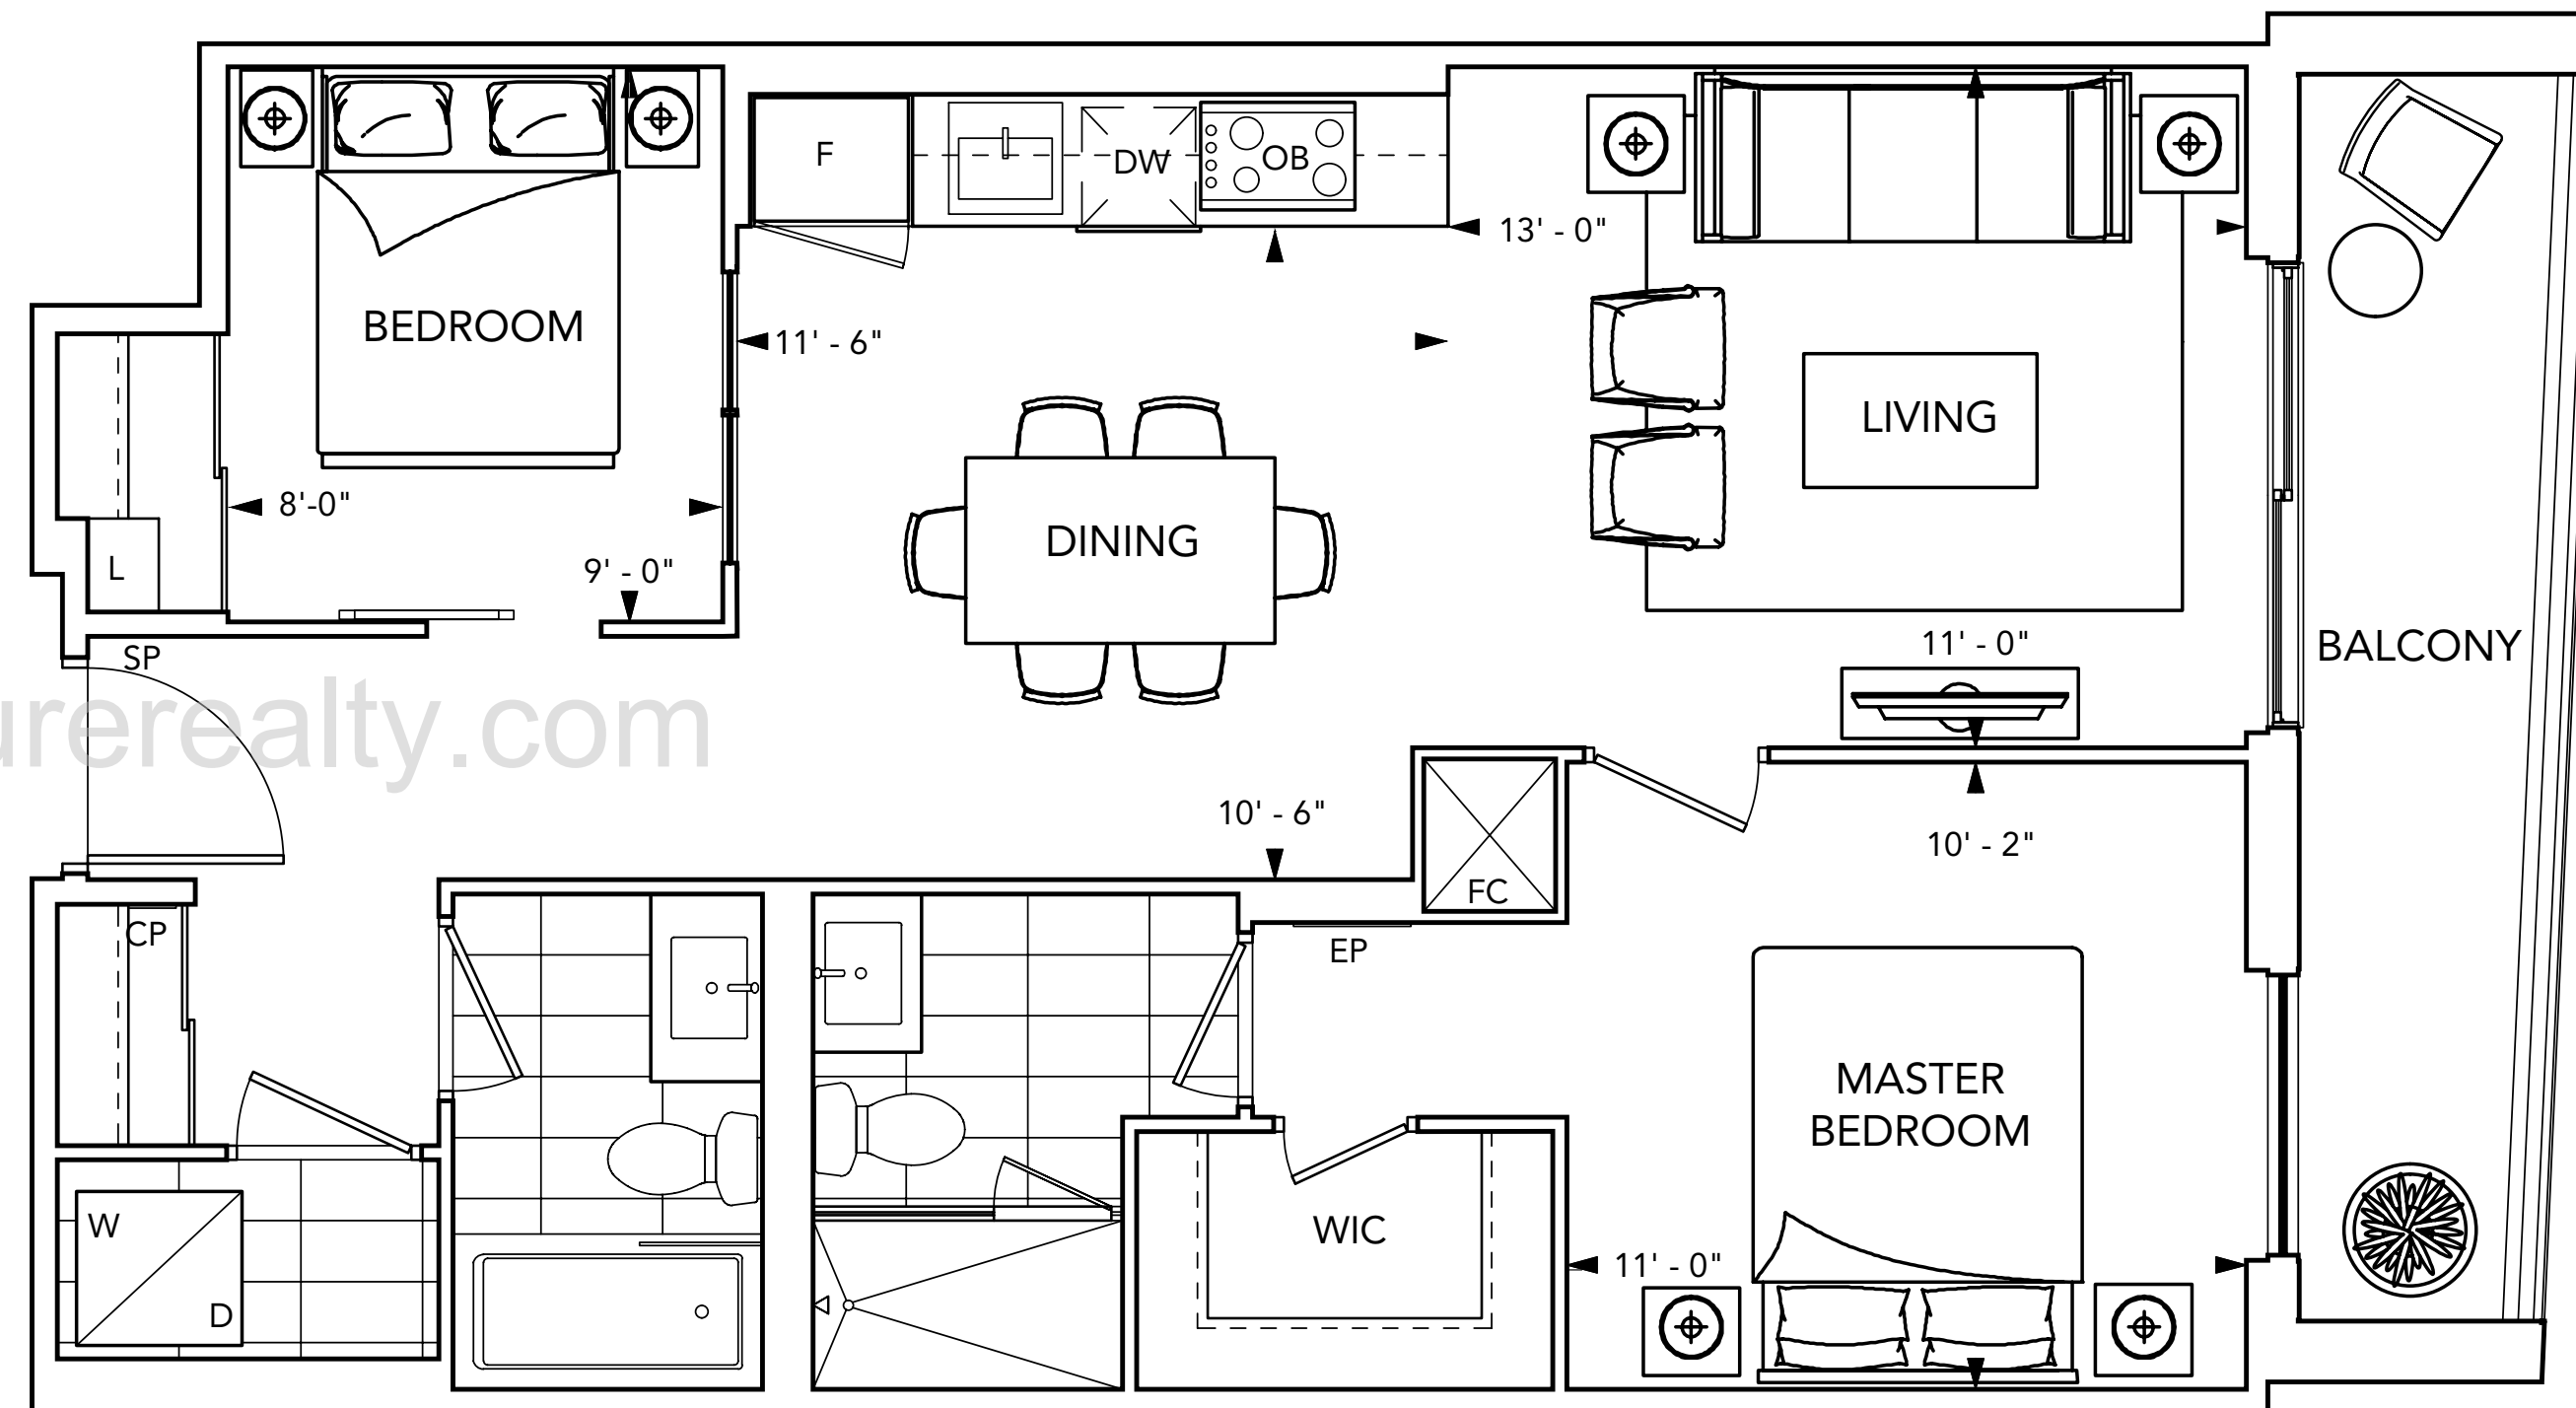 F
DW
OB
13' - 0"
BEDROOM
11' - 6"
LIVING
8'-0"
DINING
L
9' - 0"
11' - 0"
BALCONY
SP
urerealty.com
10' - 6"
10' - 2"
FC
CP
EP
MASTER
BEDROOM
W
WIC
11' - 0"
D